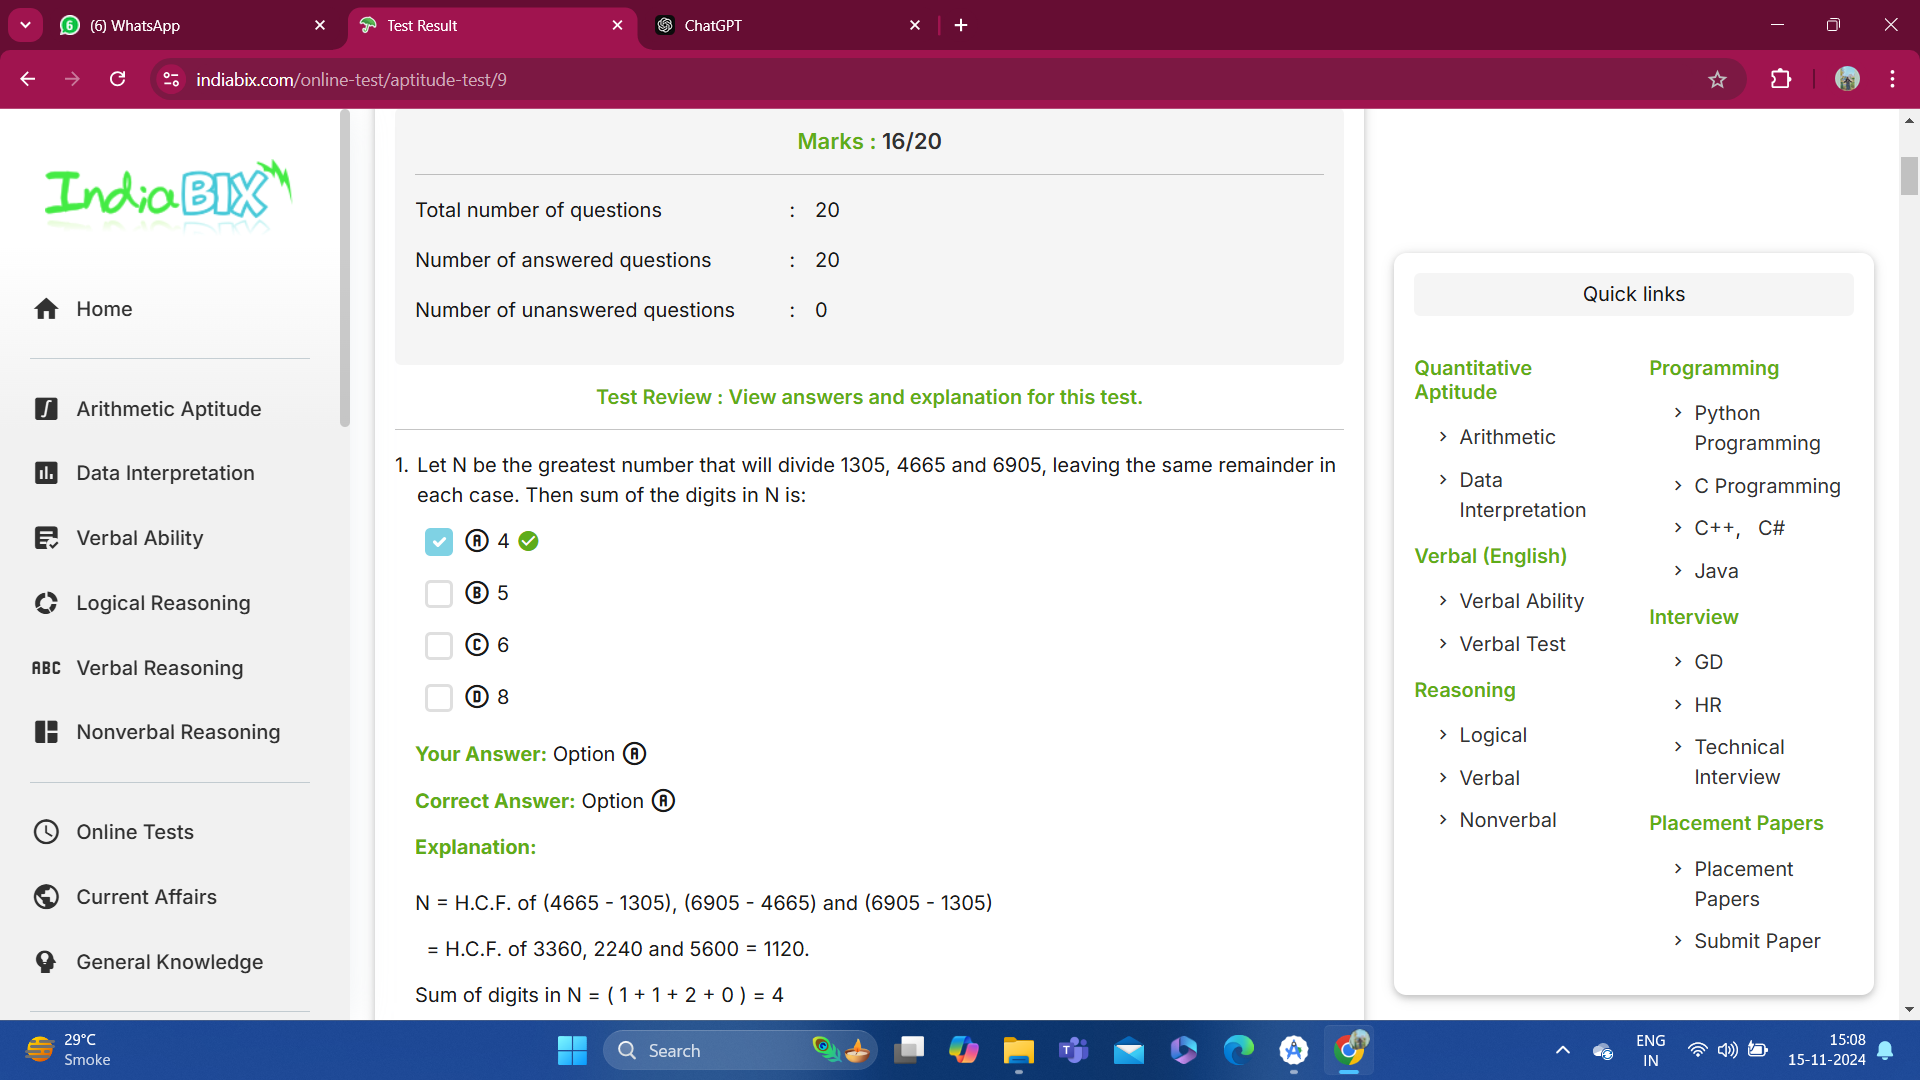 (6) WhatsApp
Test Result
ChatGPT
indiabix.com/online-test/aptitude-test/9
IndiaBIX
Home
Arithmetic Aptitude
Data Interpretation
Verbal Ability
Logical Reasoning
ABC Verbal Reasoning
Nonverbal Reasoning
Online Tests
Current Affairs
General Knowledge
Marks : 16/20
Total number of questions : 20
Number of answered questions : 20
Number of unanswered questions : 0
Test Review : View answers and explanation for this test.
1. Let N be the greatest number that will divide 1305, 4665 and 6905, leaving the same remainder in
each case. Then sum of the digits in N is:
A 4
B 5
C 6
D 8
Your Answer: Option A
Correct Answer: Option A
Explanation:
N = H.C.F. of (4665 - 1305), (6905 - 4665) and (6905 - 1305)
= H.C.F. of 3360, 2240 and 5600 = 1120.
Sum of digits in N = ( 1 + 1 + 2 + 0 ) = 4
Quick links
Quantitative
Aptitude
Arithmetic
Data
Interpretation
Verbal (English)
Verbal Ability
Verbal Test
Reasoning
Logical
Verbal
Nonverbal
Programming
Python
Programming
C Programming
C++, C#
Java
Interview
GD
HR
Technical
Interview
Placement Papers
Placement
Papers
Submit Paper
29°C
Smoke
Search
ENG
IN
15:08
15-11-2024